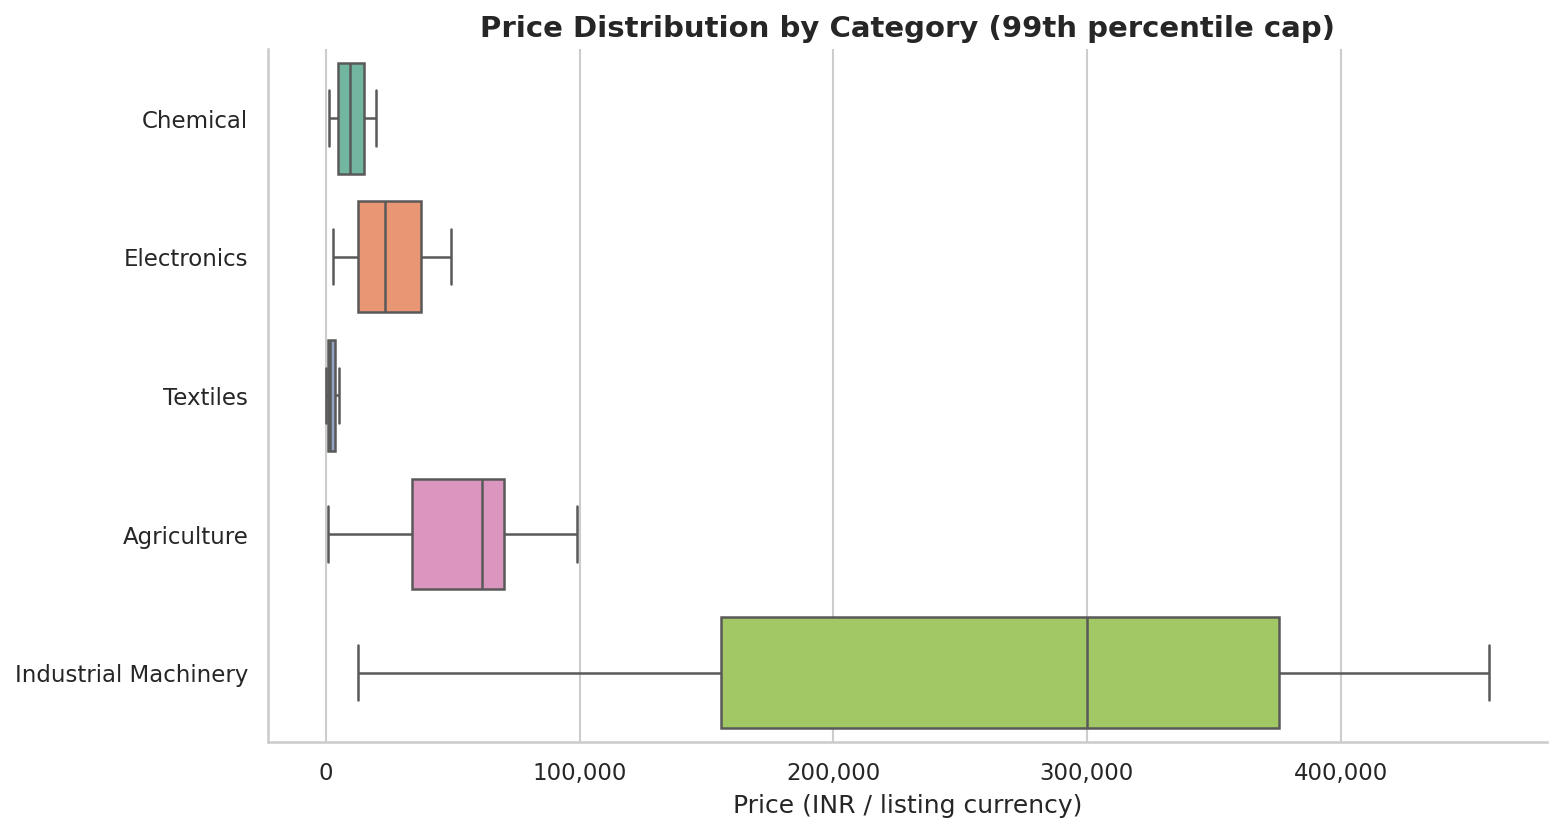 Price Distribution by Category (99th percentile cap)
Chemical
Electronics
Textiles
Agriculture
Industrial Machinery
0 100,000 200,000 300,000 400,000
Price (INR / listing currency)